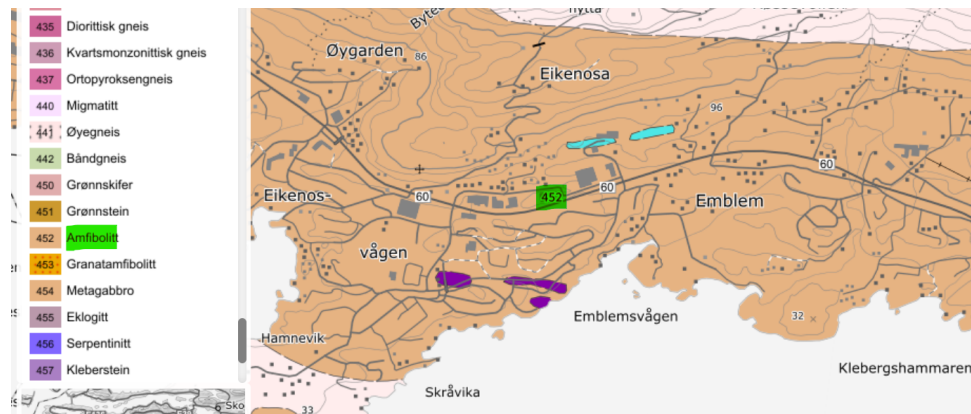 435 Diorittisk gneis
436 Kvartsmonzonittisk gneis
437 Ortopyroksengneis
440 Migmatitt
441 Øyegneis
442 Båndgneis
450 Grønnskifer
451 Grønnstein
452 Amfibolitt
453 Granatamfibolitt
454 Metagabbro
455 Eklogitt
456 Serpentinitt
457 Kleberstein
Øygarden
86
Eikenosa
96
60
Eikenos-
60
452
60
Emblem
vågen
Emblemsvågen
32
Hamnevik
Klebergshammaren
Skråvika
33